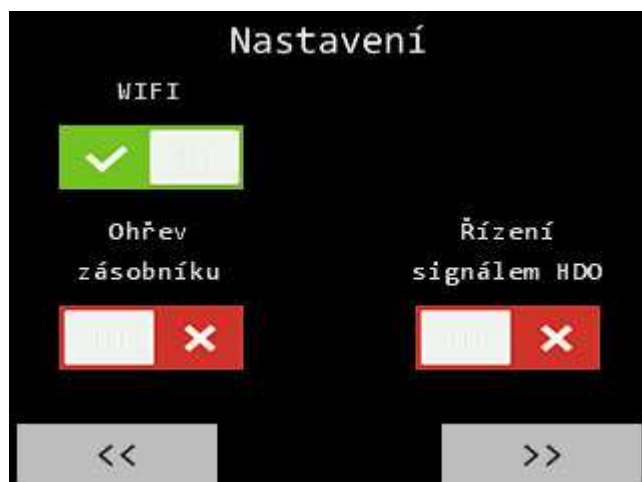 Nastavení
WIFI
Ohřev
zásobníku
Řízení
signálem HDO
<<
>>